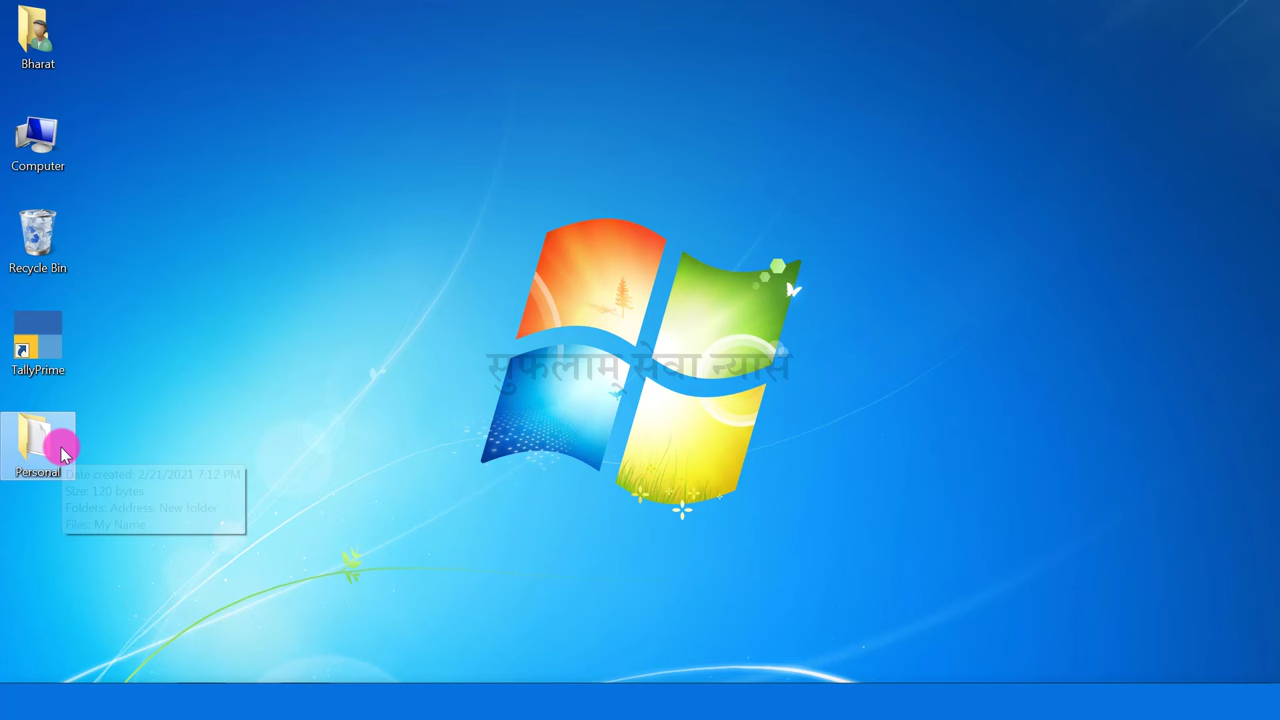 Bharat
Computer
Recycle Bin
TallyPrime
सुफलाम् सेवा न्यास
Personal
Date created: 2/21/2021 7:12 PM
Size: 120 bytes
Folders: Address, New folder
Files: My Name